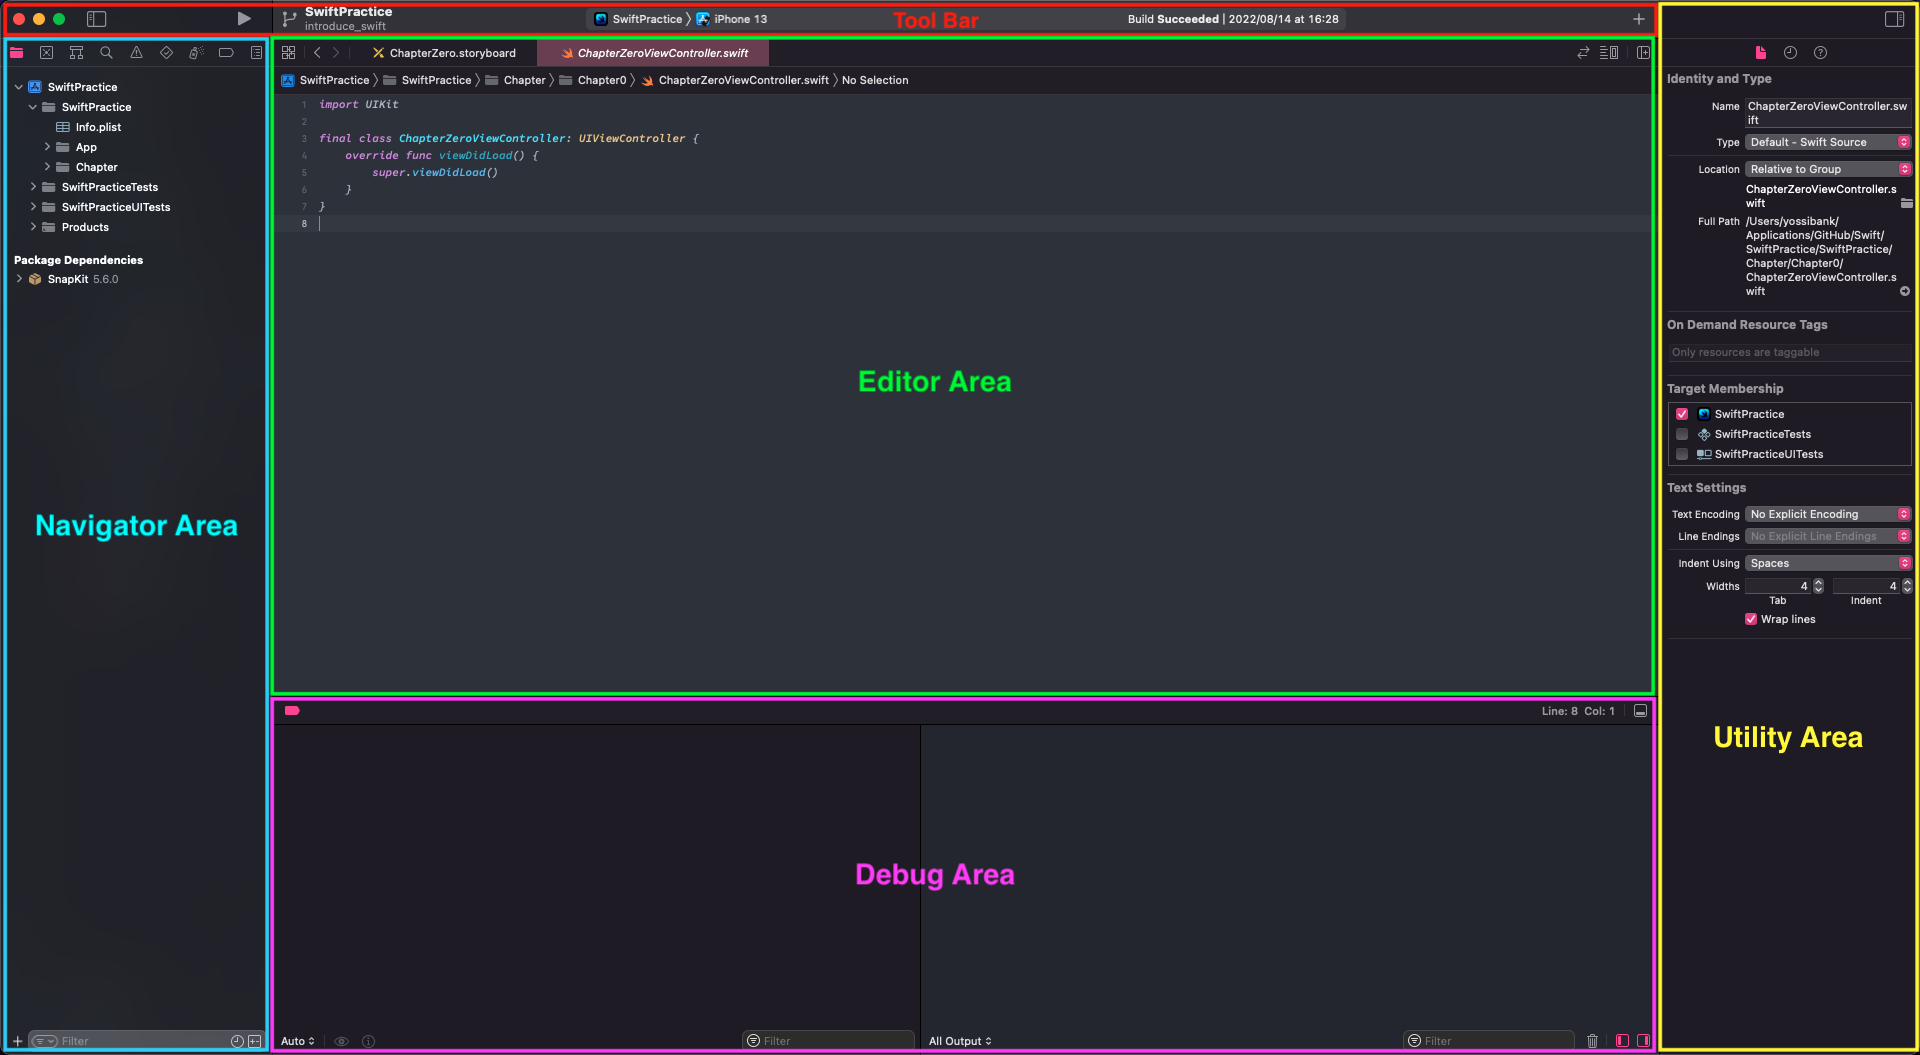 SwiftPractice
introduce_swift
SwiftPractice 〉 iPhone 13
Tool Bar
Build Succeeded | 2022/08/14 at 16:28
SwiftPractice
SwiftPractice
Info.plist
App
Chapter
SwiftPracticeTests
SwiftPracticeUITests
Products
Package Dependencies
SnapKit 5.6.0
Navigator Area
Filter
ChapterZero.storyboard
ChapterZeroViewController.swift
SwiftPractice 〉 SwiftPractice 〉 Chapter 〉 Chapter0 〉 ChapterZeroViewController.swift 〉 No Selection
1 import UIKit
2
3 final class ChapterZeroViewController: UIViewController {
4     override func viewDidLoad() {
5         super.viewDidLoad()
6     }
7 }
8
Editor Area
Line: 8 Col: 1
Debug Area
Auto
Filter
All Output
Filter
Identity and Type
Name ChapterZeroViewController.sw
ift
Type Default - Swift Source
Location Relative to Group
ChapterZeroViewController.s
wift
Full Path /Users/yossibank/
Applications/GitHub/Swift/
SwiftPractice/SwiftPractice/
Chapter/Chapter0/
ChapterZeroViewController.s
wift
On Demand Resource Tags
Only resources are taggable
Target Membership
SwiftPractice
SwiftPracticeTests
SwiftPracticeUITests
Text Settings
Text Encoding No Explicit Encoding
Line Endings No Explicit Line Endings
Indent Using Spaces
Widths 4 4
Tab Indent
Wrap lines
Utility Area